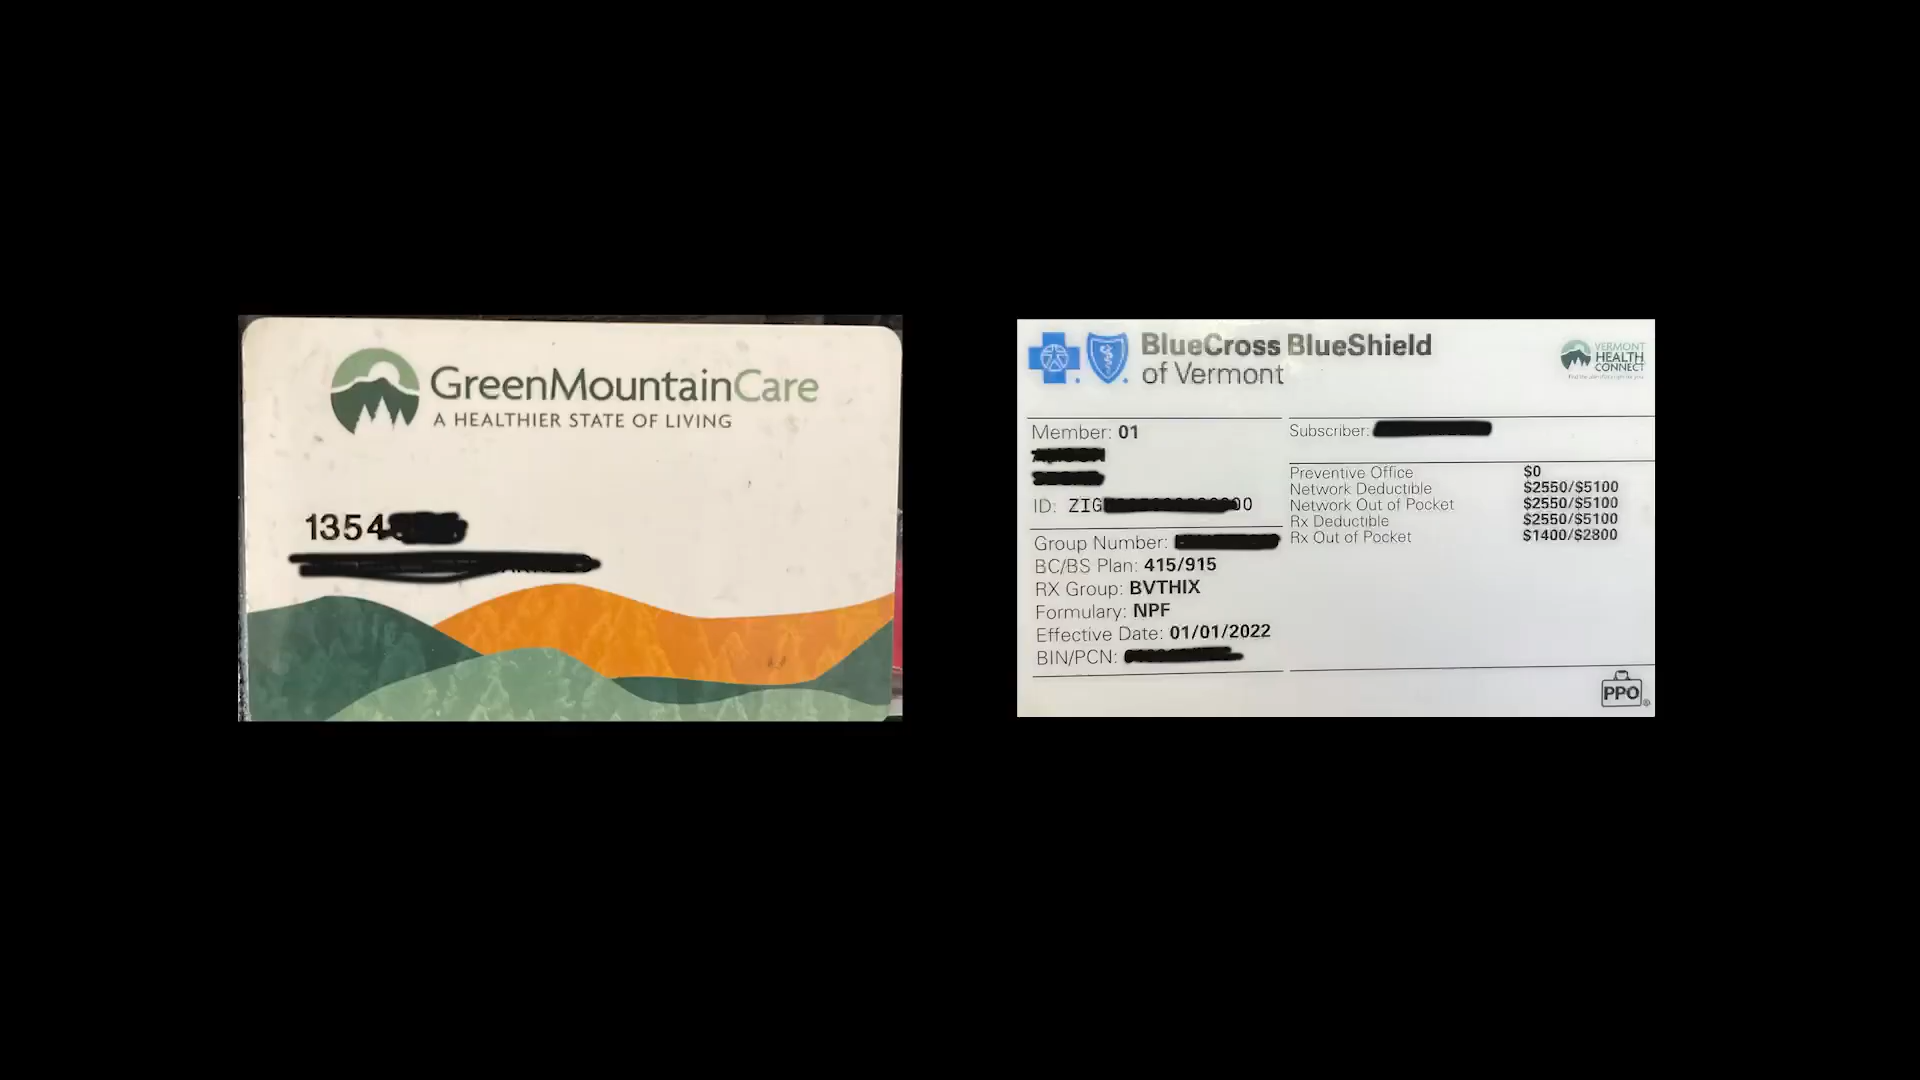 GreenMountainCare
A HEALTHIER STATE OF LIVING
1354
BlueCross BlueShield
of Vermont
VERMONT
HEALTH
CONNECT
Member: 01
ID: ZIG 00
Group Number:
BC/BS Plan: 415/915
RX Group: BVTHIX
Formulary: NPF
Effective Date: 01/01/2022
BIN/PCN:
Subscriber:
Preventive Office $0
Network Deductible $2550/$5100
Network Out of Pocket $2550/$5100
Rx Deductible $2550/$5100
Rx Out of Pocket $1400/$2800
PPO